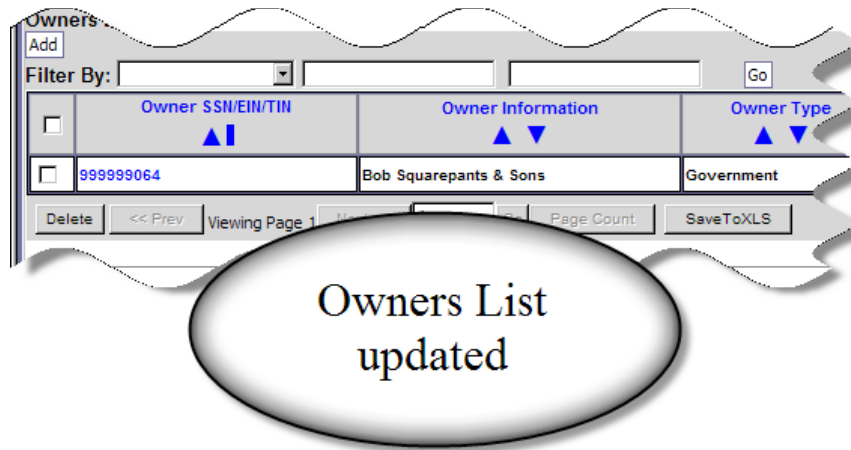 Owners
Add
Filter By: Go
Owner SSN/EIN/TIN Owner Information Owner Type
999999064 Bob Squarepants & Sons Government
Delete << Prev Viewing Page 1 Page Count SaveToXLS
Owners List
updated